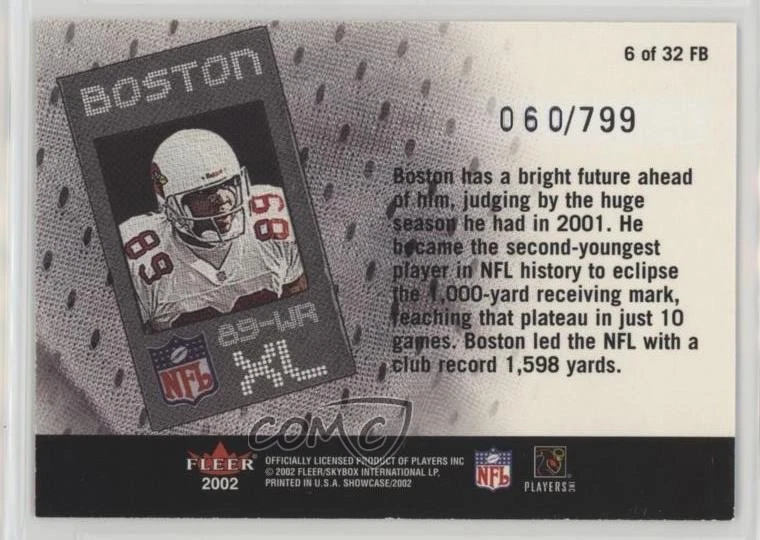 6 of 32 FB
BOSTON
060/799
Boston has a bright future ahead
of him, judging by the huge
season he had in 2001. He
became the second-youngest
player in NFL history to eclipse
the 1,000-yard receiving mark,
reaching that plateau in just 10
games. Boston led the NFL with a
club record 1,598 yards.
89
89
89-WR
XL
NFL
COMC
FLEER
2002
OFFICIALLY LICENSED PRODUCT OF PLAYERS INC
© 2002 FLEER/SKYBOX INTERNATIONAL LP.
PRINTED IN U.S.A. SHOWCASE/2002
NFL
PLAYERS INC